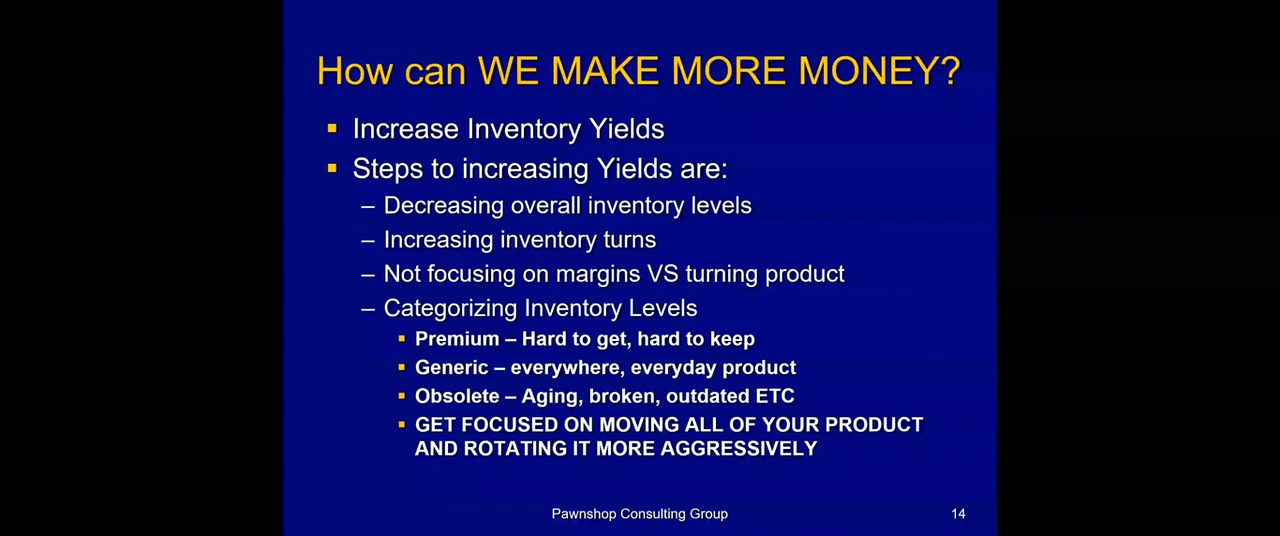 How can WE MAKE MORE MONEY?
▪ Increase Inventory Yields
▪ Steps to increasing Yields are:
– Decreasing overall inventory levels
– Increasing inventory turns
– Not focusing on margins VS turning product
– Categorizing Inventory Levels
▪ Premium – Hard to get, hard to keep
▪ Generic – everywhere, everyday product
▪ Obsolete – Aging, broken, outdated ETC
▪ GET FOCUSED ON MOVING ALL OF YOUR PRODUCT
AND ROTATING IT MORE AGGRESSIVELY
Pawnshop Consulting Group
14